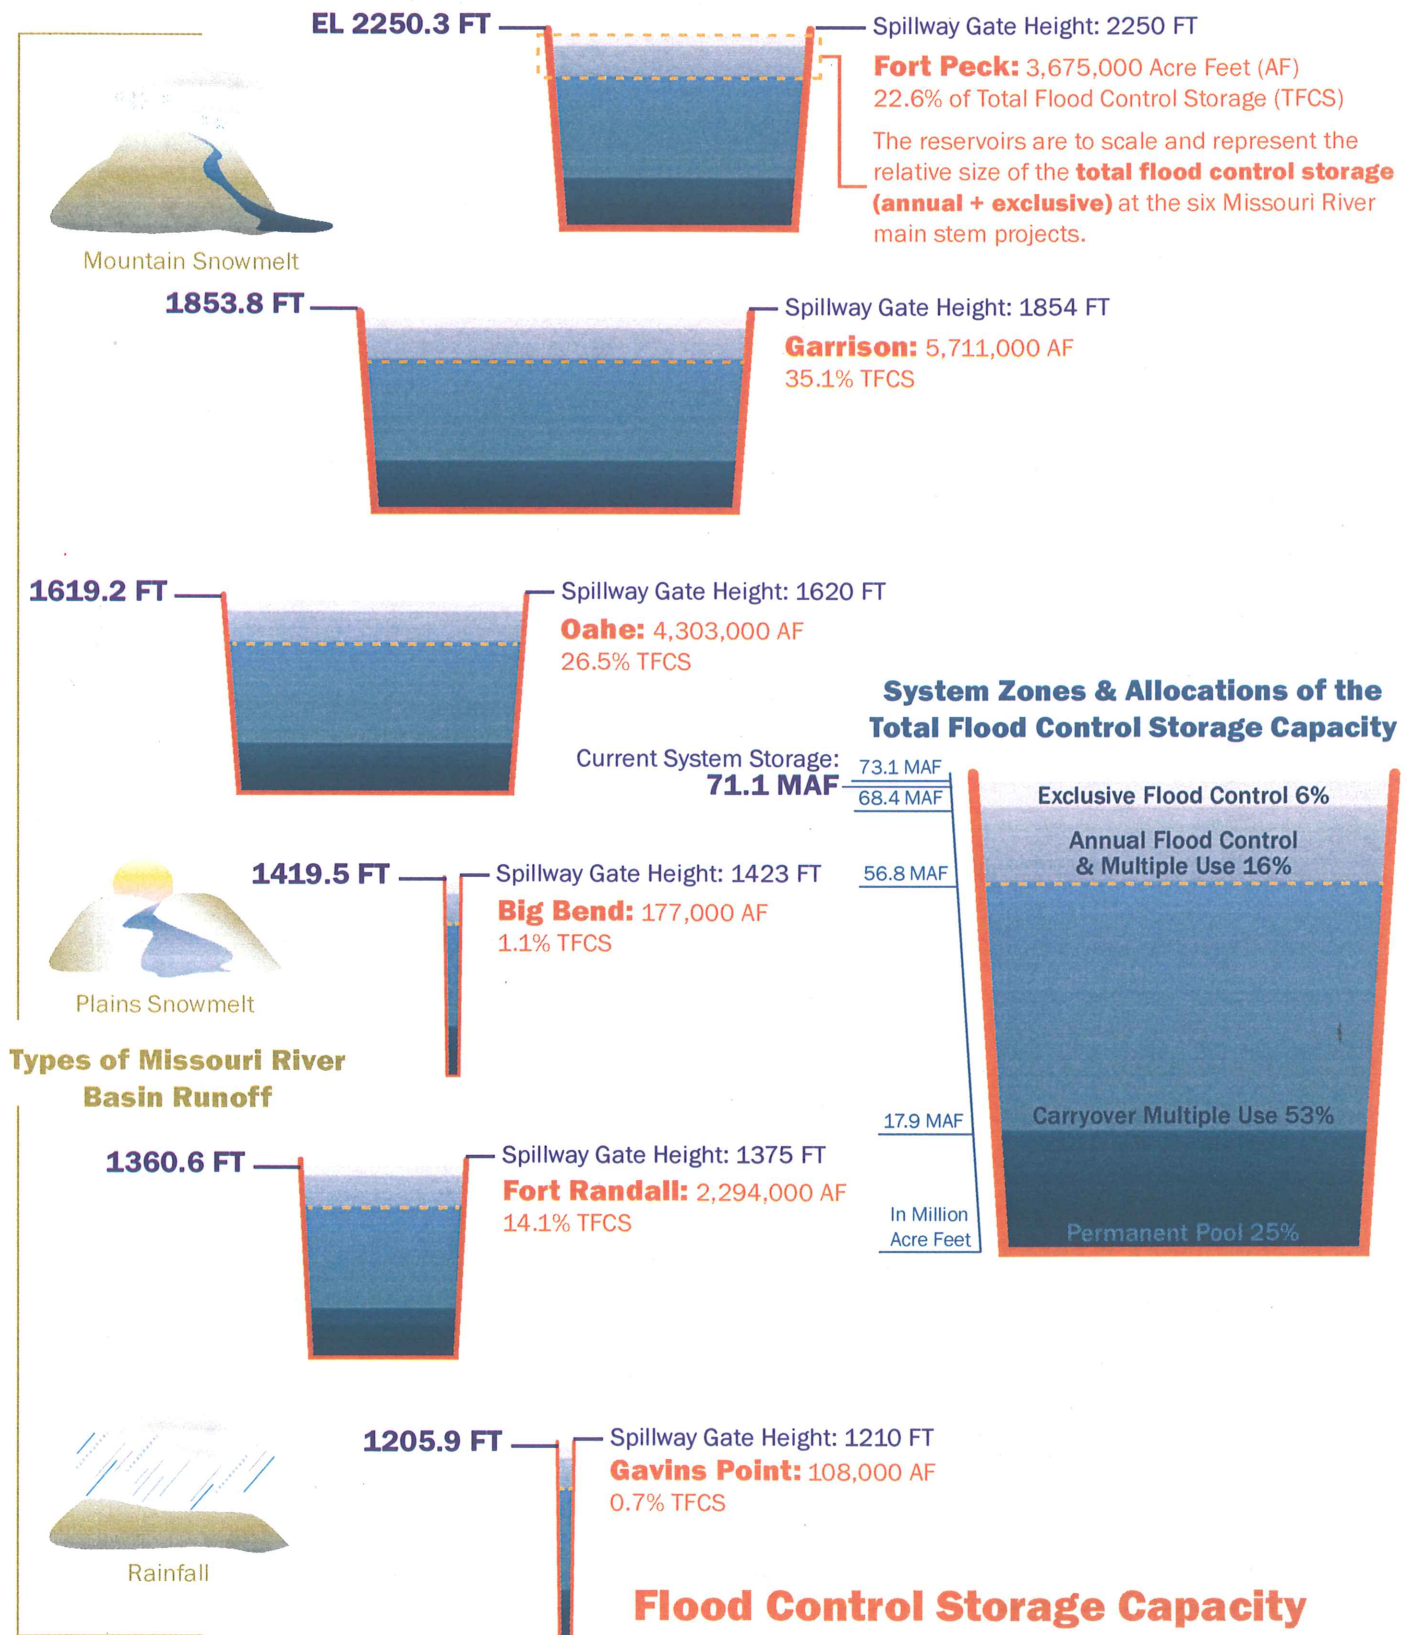 EL 2250.3 FT
Spillway Gate Height: 2250 FT
Fort Peck: 3,675,000 Acre Feet (AF)
22.6% of Total Flood Control Storage (TFCS)
The reservoirs are to scale and represent the
relative size of the total flood control storage
(annual + exclusive) at the six Missouri River
main stem projects.
Mountain Snowmelt
1853.8 FT
Spillway Gate Height: 1854 FT
Garrison: 5,711,000 AF
35.1% TFCS
1619.2 FT
Spillway Gate Height: 1620 FT
Oahe: 4,303,000 AF
26.5% TFCS
System Zones & Allocations of the
Total Flood Control Storage Capacity
Current System Storage:
71.1 MAF
73.1 MAF
68.4 MAF
56.8 MAF
17.9 MAF
In Million
Acre Feet
Exclusive Flood Control 6%
Annual Flood Control
& Multiple Use 16%
Carryover Multiple Use 53%
Permanent Pool 25%
1419.5 FT
Spillway Gate Height: 1423 FT
Big Bend: 177,000 AF
1.1% TFCS
Plains Snowmelt
Types of Missouri River
Basin Runoff
1360.6 FT
Spillway Gate Height: 1375 FT
Fort Randall: 2,294,000 AF
14.1% TFCS
1205.9 FT
Spillway Gate Height: 1210 FT
Gavins Point: 108,000 AF
0.7% TFCS
Rainfall
Flood Control Storage Capacity